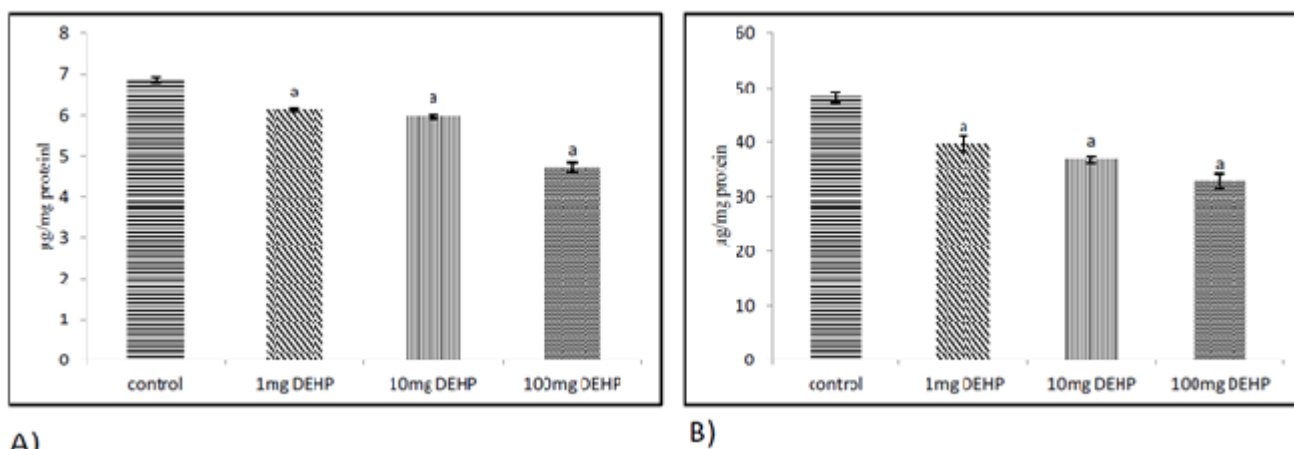 8
7
6
5
4
3
2
1
0
µg/mg proteinl
a
a
a
control
1mg DEHP
10mg DEHP
100mg DEHP
A)
60
50
40
30
20
10
0
µg/mg protein
a
a
a
control
1mg DEHP
10mg DEHP
100mg DEHP
B)